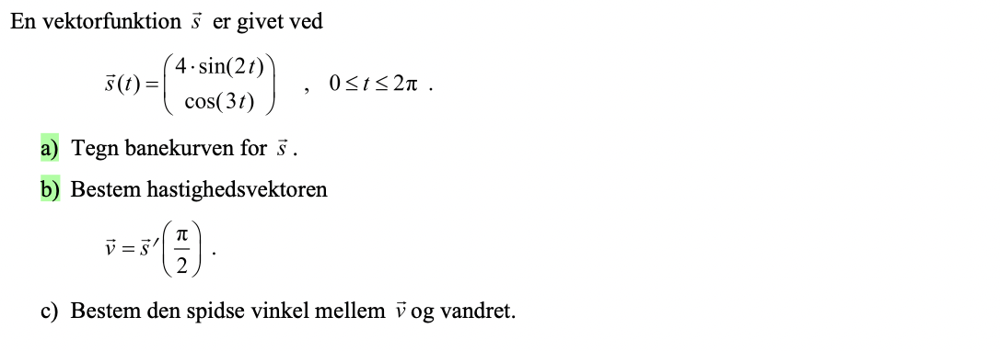 En vektorfunktion $\vec{s}$ er givet ved
$\vec{s}(t) = \begin{pmatrix} 4 \cdot \sin(2t) \\ \cos(3t) \end{pmatrix}$ , $0 \le t \le 2\pi$ .
a) Tegn banekurven for $\vec{s}$ .
b) Bestem hastighedsvektoren
$\vec{v} = \vec{s}\,'\left(\frac{\pi}{2}\right)$ .
c) Bestem den spidse vinkel mellem $\vec{v}$ og vandret.